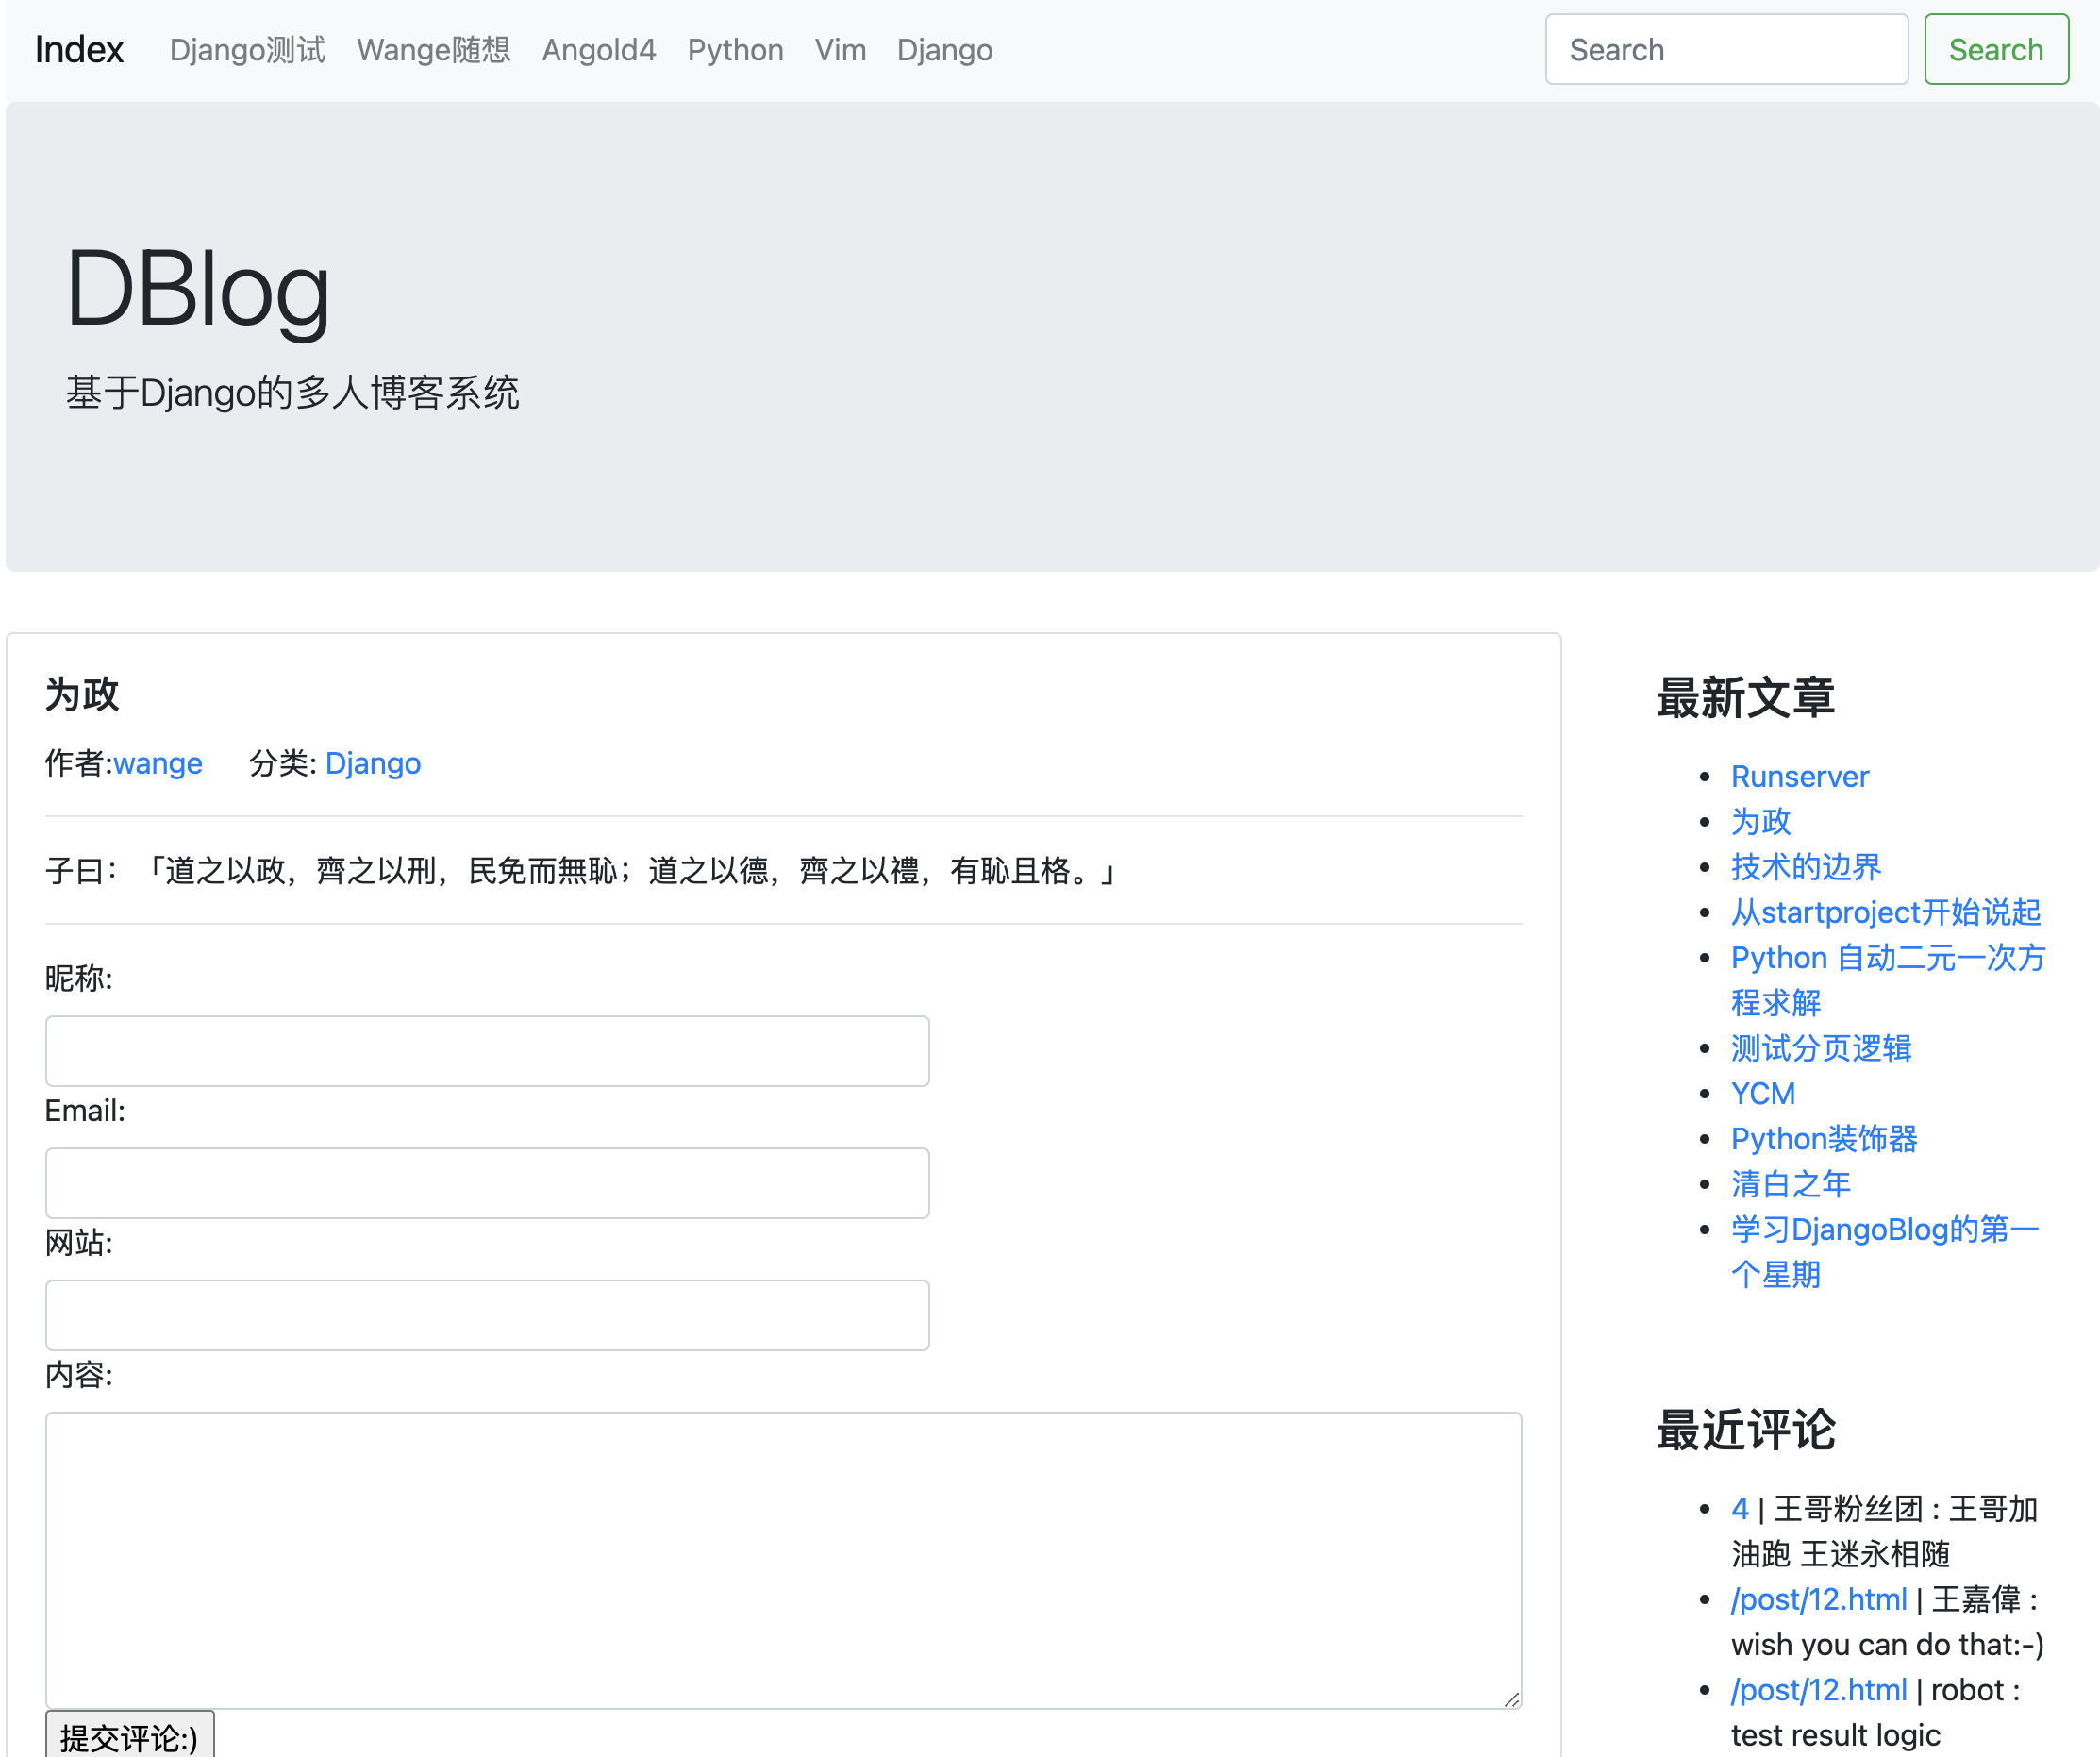 Index Django测试 Wange随想 Angold4 Python Vim Django Search Search
DBlog
基于Django的多人博客系统
为政
作者:wange 分类: Django
子曰：「道之以政，齊之以刑，民免而無恥；道之以德，齊之以禮，有恥且格。」
昵称:
Email:
网站:
内容:
提交评论:)
最新文章
Runserver
为政
技术的边界
从startproject开始说起
Python 自动二元一次方
程求解
测试分页逻辑
YCM
Python装饰器
清白之年
学习DjangoBlog的第一
个星期
最近评论
4 | 王哥粉丝团 : 王哥加
油跑 王迷永相随
/post/12.html | 王嘉偉 :
wish you can do that:-)
/post/12.html | robot :
test result logic